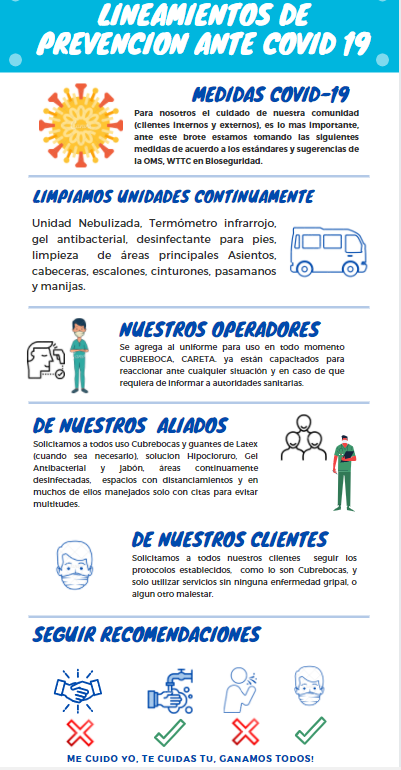 LINEAMIENTOS DE
PREVENCION ANTE COVID 19
MEDIDAS COVID-19
Para nosotros el cuidado de nuestra comunidad
(clientes internos y externos), es lo mas importante,
ante este brote estamos tomando las siguientes
medidas de acuerdo a los estándares y sugerencias de
la OMS, WTTC en Bioseguridad.
LIMPIAMOS UNIDADES CONTINUAMENTE
Unidad Nebulizada, Termómetro infrarrojo,
gel antibacterial, desinfectante para pies,
limpieza de áreas principales Asientos,
cabeceras, escalones, cinturones, pasamanos
y manijas.
NUESTROS OPERADORES
Se agrega al uniforme para uso en todo momento
CUBREBOCA, CARETA. ya están capacitados para
reaccionar ante cualquier situación y en caso de que
requiera de informar a autoridades sanitarias.
DE NUESTROS ALIADOS
Solicitamos a todos uso Cubrebocas y guantes de Latex
(cuando sea necesario), solucion Hipocloruro, Gel
Antibacterial y jabón, áreas continuamente
desinfectadas, espacios con distanciamientos y en
muchos de ellos manejados solo con citas para evitar
multitudes.
DE NUESTROS CLIENTES
Solicitamos a todos nuestros clientes seguir los
protocolos establecidos, como lo son Cubrebocas, y
solo utilizar servicios sin ninguna enfermedad gripal, o
algun otro malestar.
SEGUIR RECOMENDACIONES
ME CUIDO YO, TE CUIDAS TU, GANAMOS TODOS!